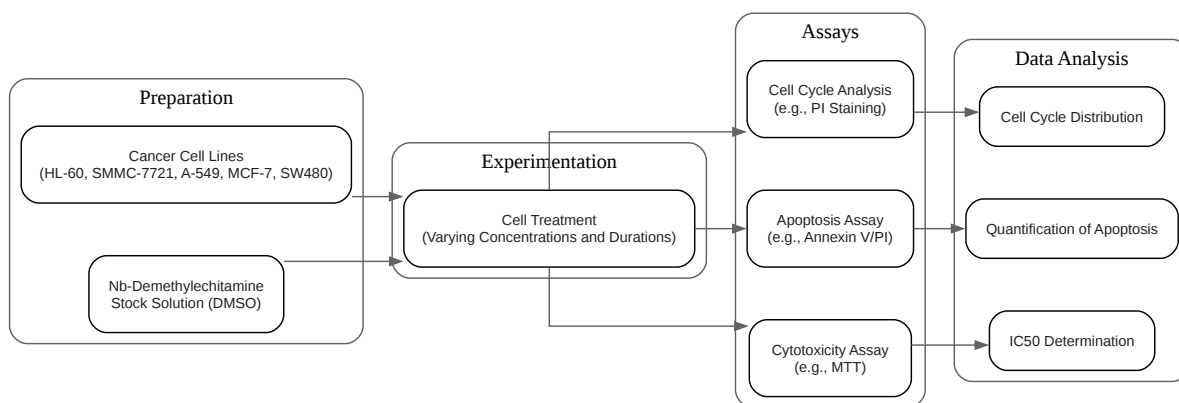 Preparation
Cancer Cell Lines
(HL-60, SMMC-7721, A-549, MCF-7, SW480)
Nb-Demethylechitamine
Stock Solution (DMSO)
Experimentation
Cell Treatment
(Varying Concentrations and Durations)
Assays
Cell Cycle Analysis
(e.g., PI Staining)
Apoptosis Assay
(e.g., Annexin V/PI)
Cytotoxicity Assay
(e.g., MTT)
Data Analysis
Cell Cycle Distribution
Quantification of Apoptosis
IC50 Determination